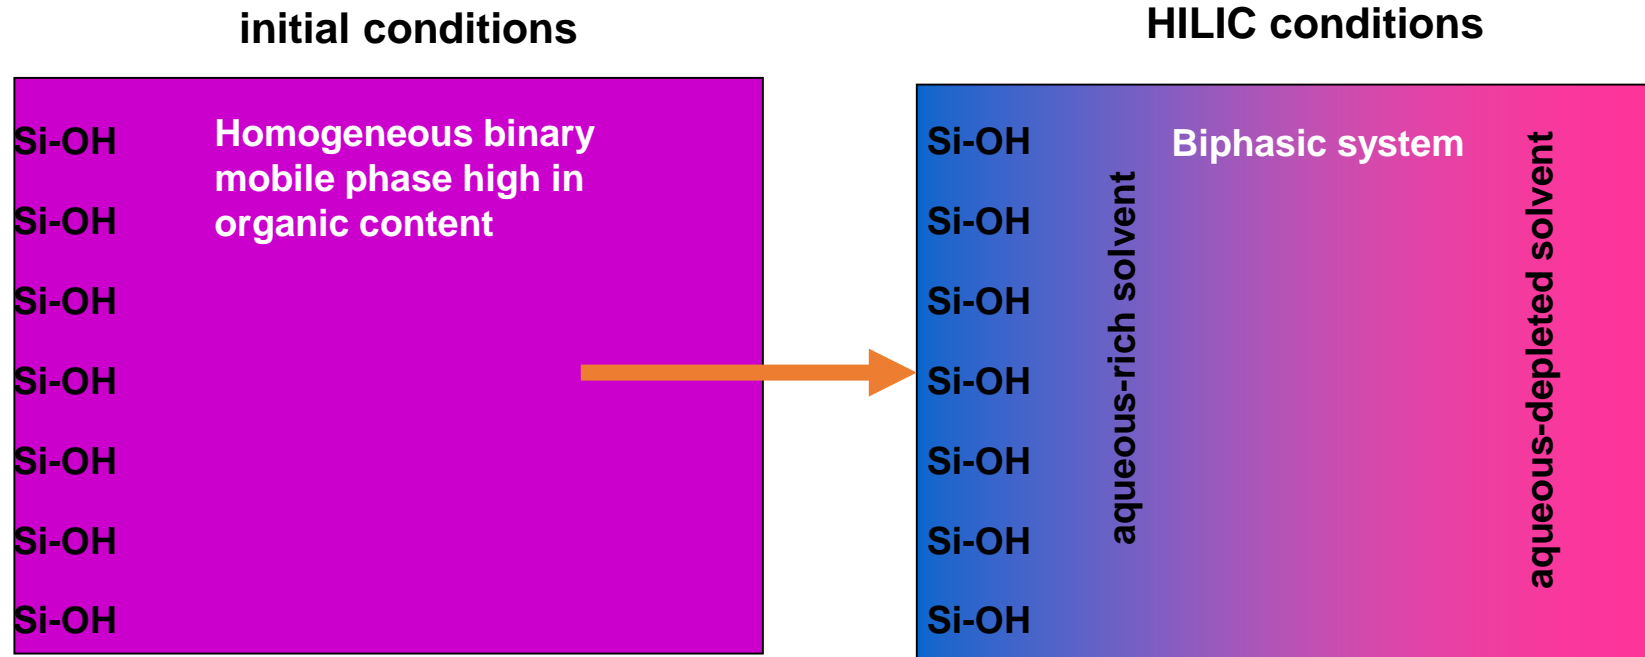 initial conditions
Si-OH
Homogeneous binary
mobile phase high in
organic content
Si-OH
Si-OH
Si-OH
Si-OH
Si-OH
Si-OH
HILIC conditions
Si-OH
Si-OH
Si-OH
Si-OH
Si-OH
Si-OH
Si-OH
aqueous-rich solvent
Biphasic system
aqueous-depleted solvent